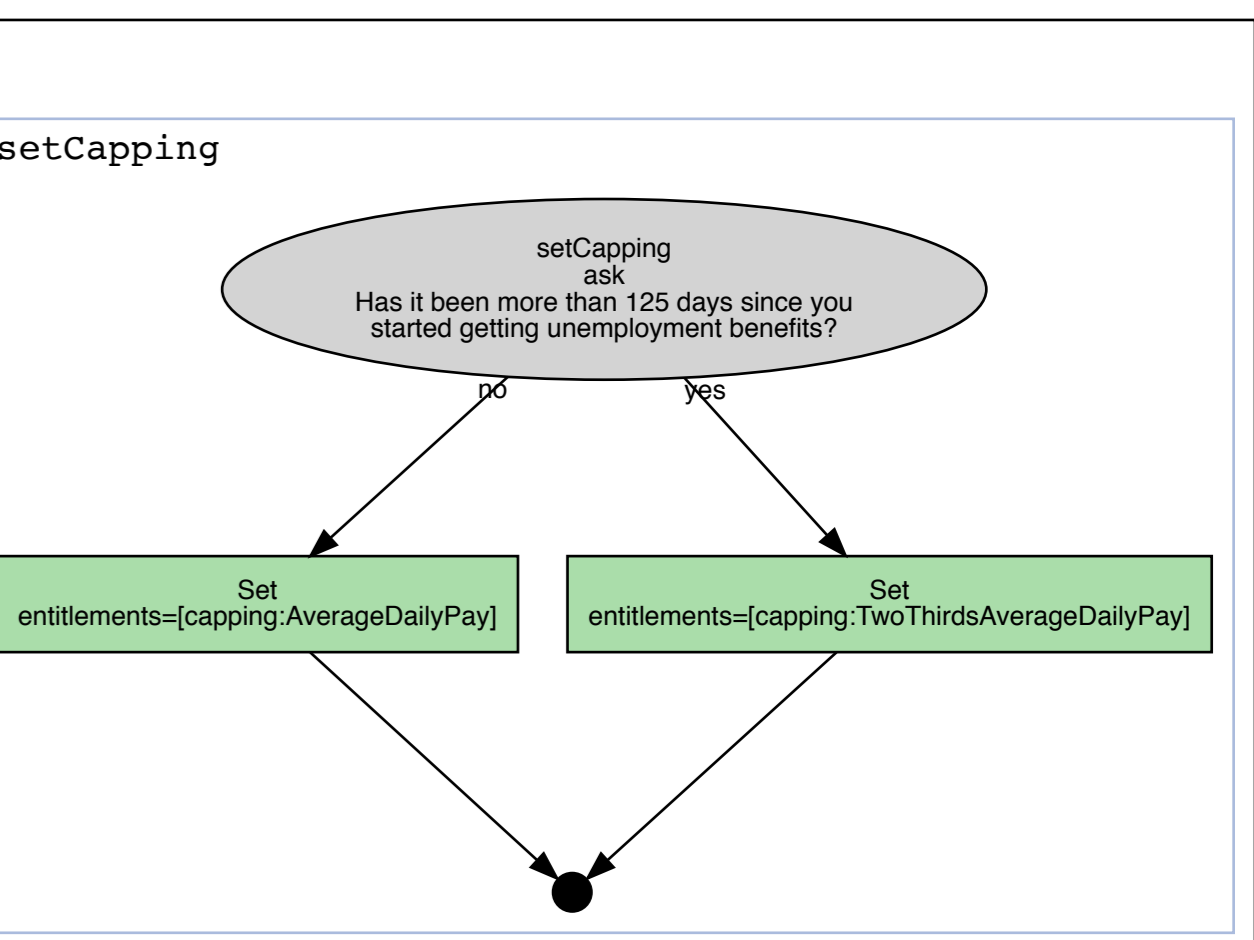 setCapping
setCapping
ask
Has it been more than 125 days since you
started getting unemployment benefits?
no
yes
Set
entitlements=[capping:AverageDailyPay]
Set
entitlements=[capping:TwoThirdsAverageDailyPay]